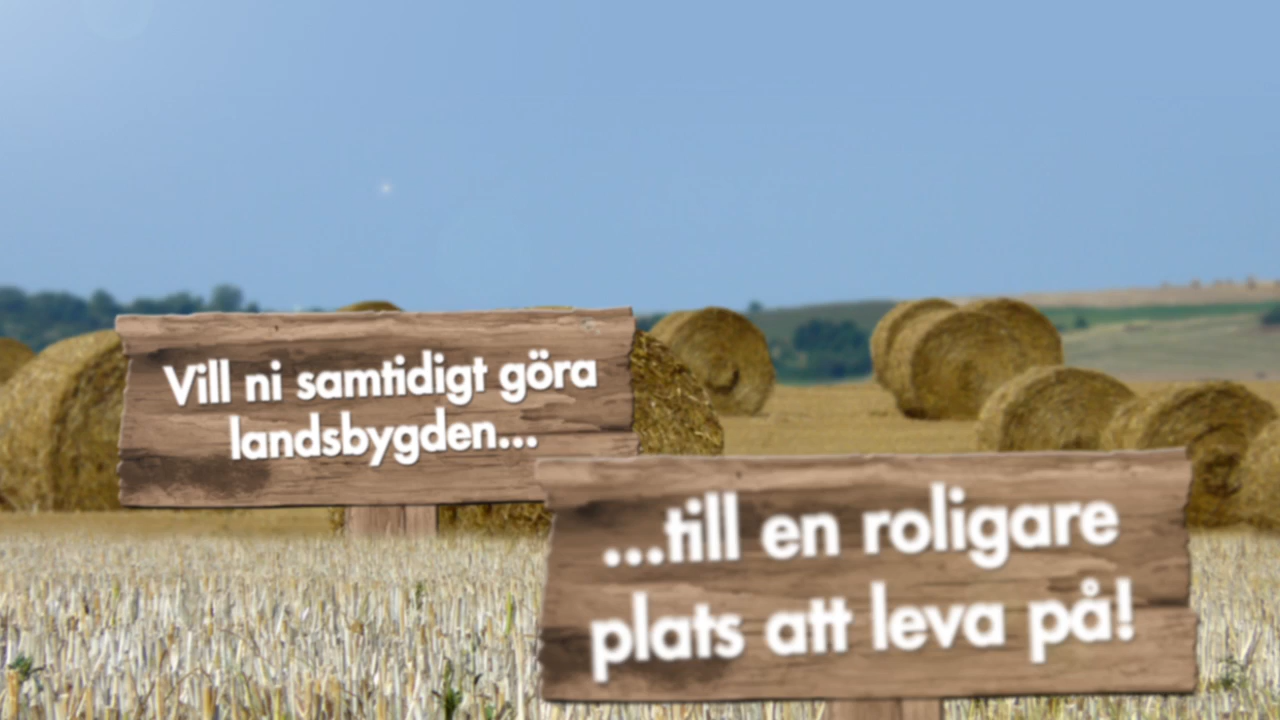 Vill ni samtidigt göra
landsbygden...
...till en roligare
plats att leva på!